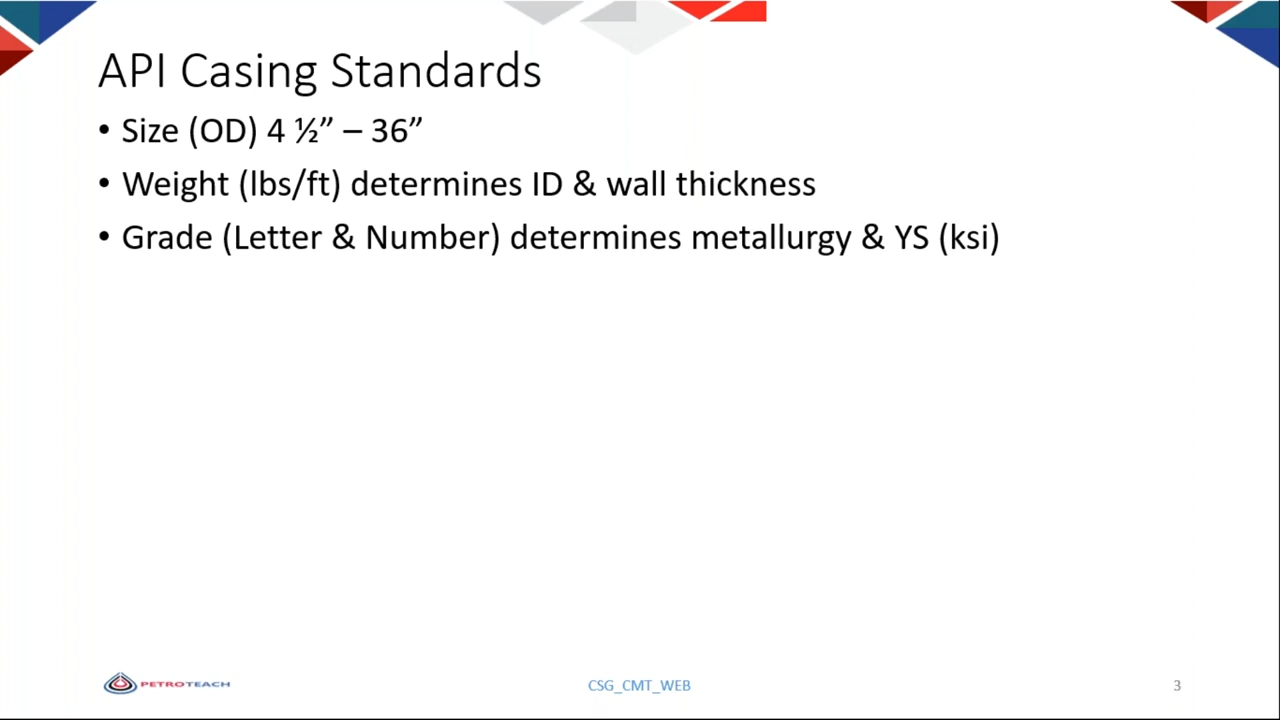 API Casing Standards
• Size (OD) 4 ½” – 36”
• Weight (lbs/ft) determines ID & wall thickness
• Grade (Letter & Number) determines metallurgy & YS (ksi)
PETROTEACH
CSG_CMT_WEB
3